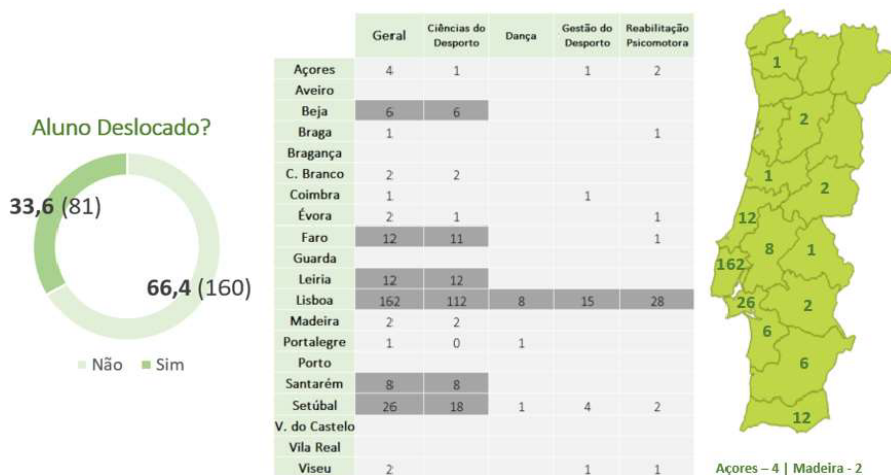 Aluno Deslocado?
33,6 (81)
66,4 (160)
Não Sim
Geral Ciências do Desporto Dança Gestão do Desporto Reabilitação Psicomotora
Açores 4 1 1 2
Aveiro
Beja 6 6
Braga 1 1
Bragança
C. Branco 2 2
Coimbra 1 1
Évora 2 1 1
Faro 12 11 1
Guarda
Leiria 12 12
Lisboa 162 112 8 15 28
Madeira 2 2
Portalegre 1 0 1
Porto
Santarém 8 8
Setúbal 26 18 1 4 2
V. do Castelo
Vila Real
Viseu 2 1 1
1
2
1
2
12
8
1
162
26
2
6
6
12
Açores – 4 | Madeira - 2